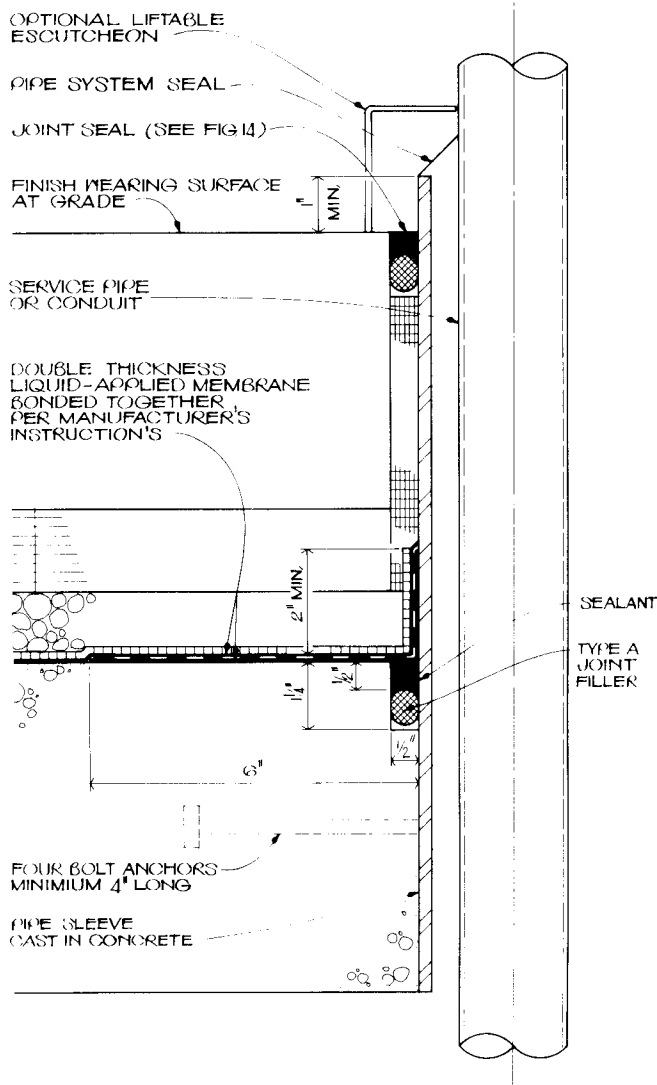 OPTIONAL LIFTABLE
ESCUTCHEON
PIPE SYSTEM SEAL
JOINT SEAL (SEE FIG 14)
FINISH WEARING SURFACE
AT GRADE
1"
MIN.
SERVICE PIPE
OR CONDUIT
DOUBLE THICKNESS
LIQUID-APPLIED MEMBRANE
BONDED TOGETHER
PER MANUFACTURER'S
INSTRUCTION'S
2" MIN.
SEALANT
TYPE A
JOINT
FILLER
1/2"
1 1/4"
1/2"
6"
FOUR BOLT ANCHORS
MINIMIUM 4" LONG
PIPE SLEEVE
CAST IN CONCRETE